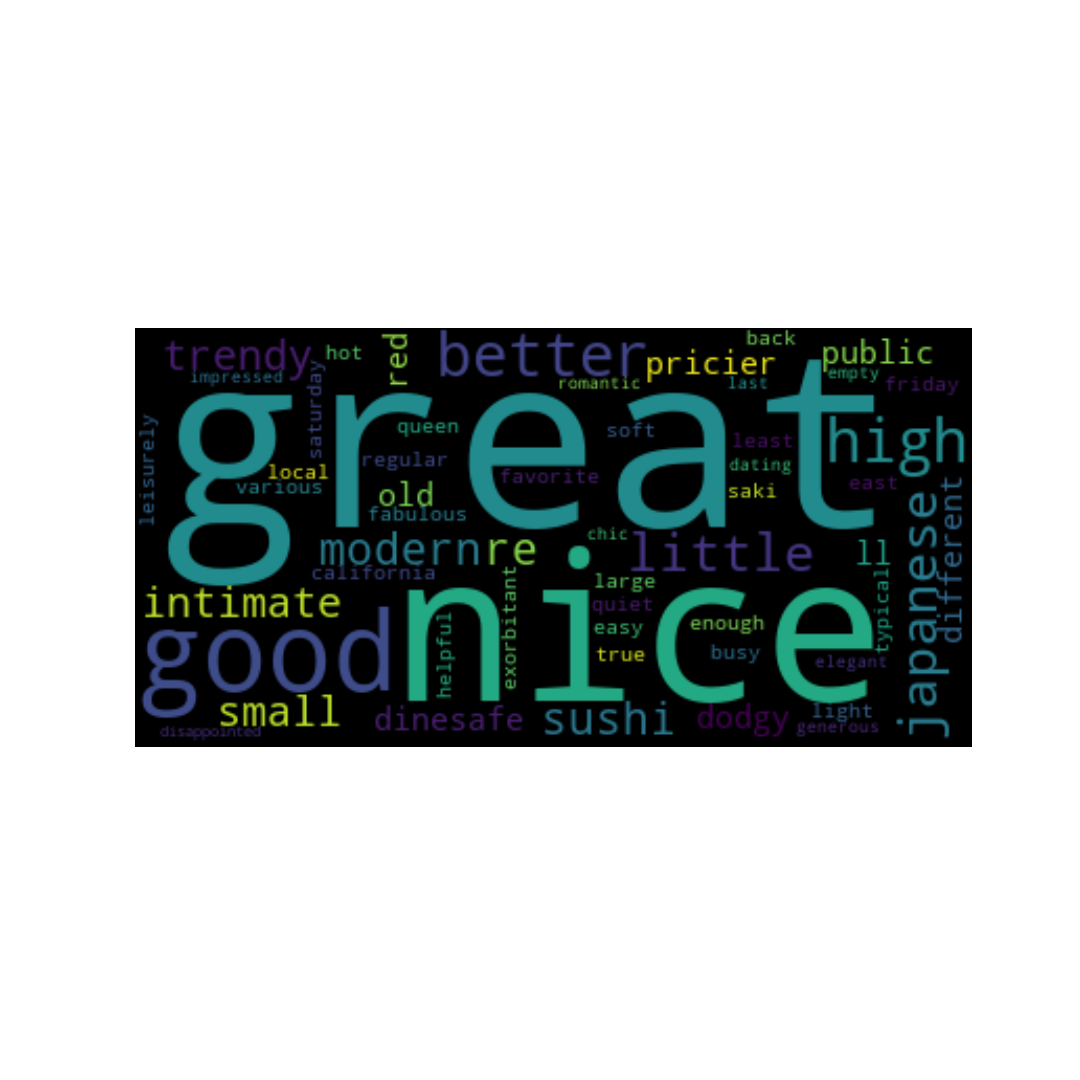 trendy
hot
red
better
back
pricier
public
impressed
saturday
romantic
last
empty
friday
great
leisurely
queen
soft
least
high
regular
local
various
favorite
dating
saki
east
old
fabulous
modern
re
chic
little
ll
japanese
different
california
intimate
large
quiet
exorbitant
typical
good
nice
helpful
easy
enough
true
busy
elegant
small
dinesafe
sushi
dodgy
light
generous
disappointed